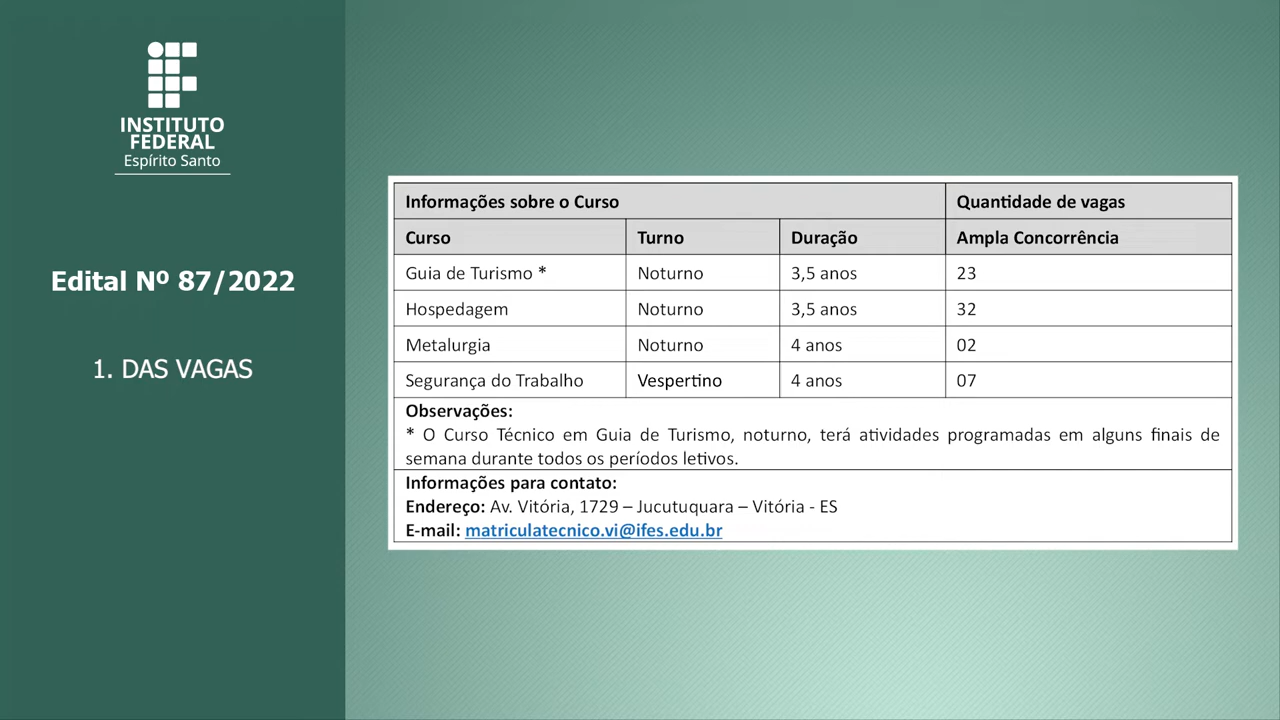 INSTITUTO
FEDERAL
Espírito Santo
Edital Nº 87/2022
1. DAS VAGAS
Informações sobre o Curso Quantidade de vagas
Curso Turno Duração Ampla Concorrência
Guia de Turismo * Noturno 3,5 anos 23
Hospedagem Noturno 3,5 anos 32
Metalurgia Noturno 4 anos 02
Segurança do Trabalho Vespertino 4 anos 07
Observações:
* O Curso Técnico em Guia de Turismo, noturno, terá atividades programadas em alguns finais de
semana durante todos os períodos letivos.
Informações para contato:
Endereço: Av. Vitória, 1729 – Jucutuquara – Vitória - ES
E-mail: matriculatecnico.vi@ifes.edu.br